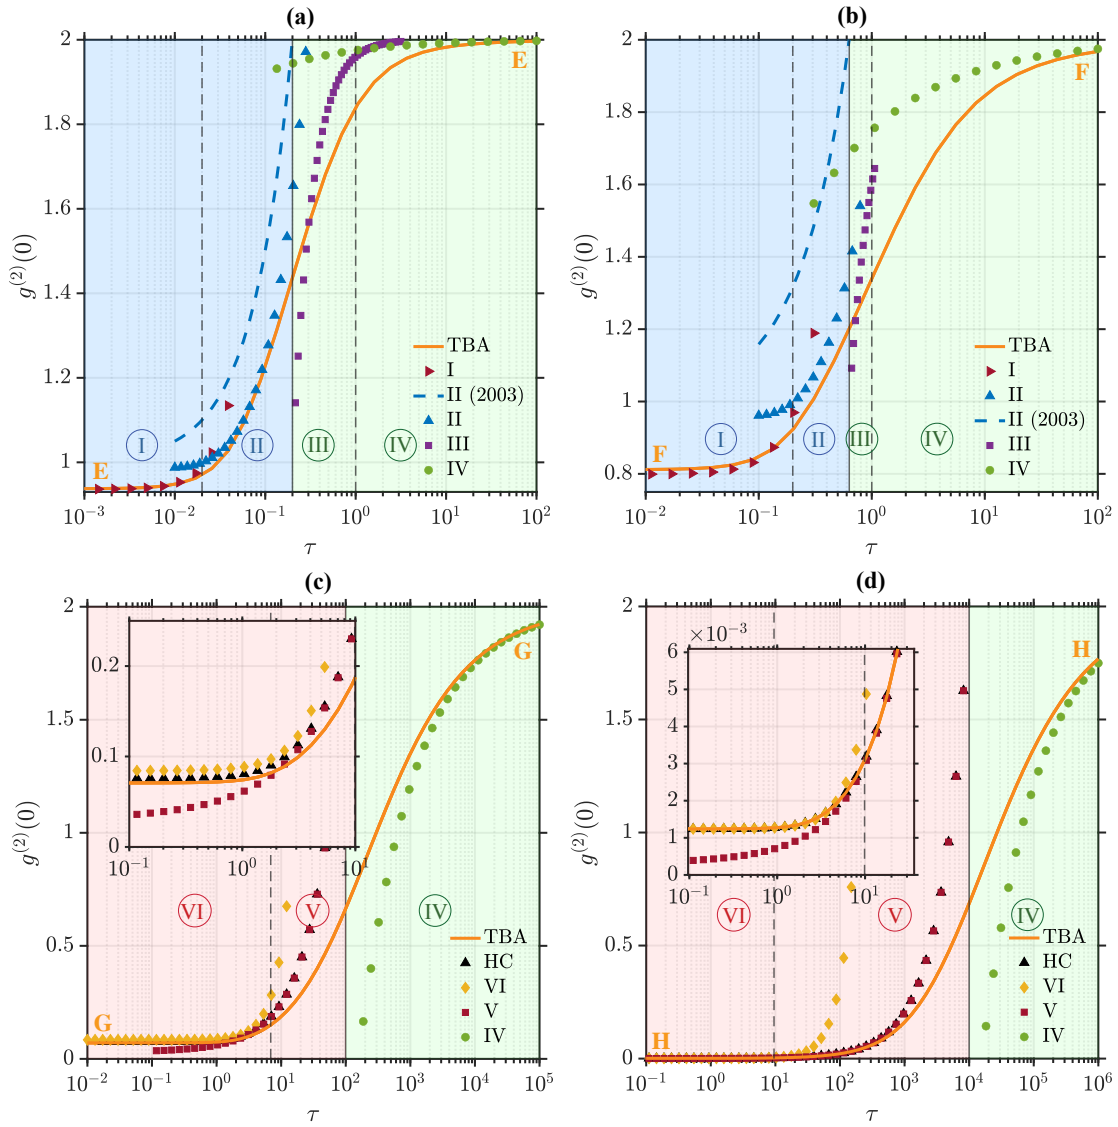 (a)
2
1.8
1.6
1.4
1.2
1
g^{(2)}(0)
E
E
I
II
III
IV
TBA
I
II (2003)
II
III
IV
10^{-3}
10^{-2}
10^{-1}
10^{0}
10^{1}
10^{2}
τ
(b)
2
1.8
1.6
1.4
1.2
1
0.8
g^{(2)}(0)
F
F
I
II
III
IV
TBA
I
II
II (2003)
III
IV
10^{-2}
10^{-1}
10^{0}
10^{1}
10^{2}
τ
(c)
2
1.5
1
0.5
0
g^{(2)}(0)
0.2
0.1
0
10^{-1}
10^{0}
10^{1}
G
G
VI
V
IV
TBA
HC
VI
V
IV
10^{-2}
10^{-1}
10^{0}
10^{1}
10^{2}
10^{3}
10^{4}
10^{5}
τ
(d)
2
1.5
1
0.5
0
g^{(2)}(0)
×10^{-3}
6
5
4
3
2
1
0
10^{-1}
10^{0}
10^{1}
H
H
VI
V
IV
TBA
HC
VI
V
IV
10^{-1}
10^{0}
10^{1}
10^{2}
10^{3}
10^{4}
10^{5}
10^{6}
τ